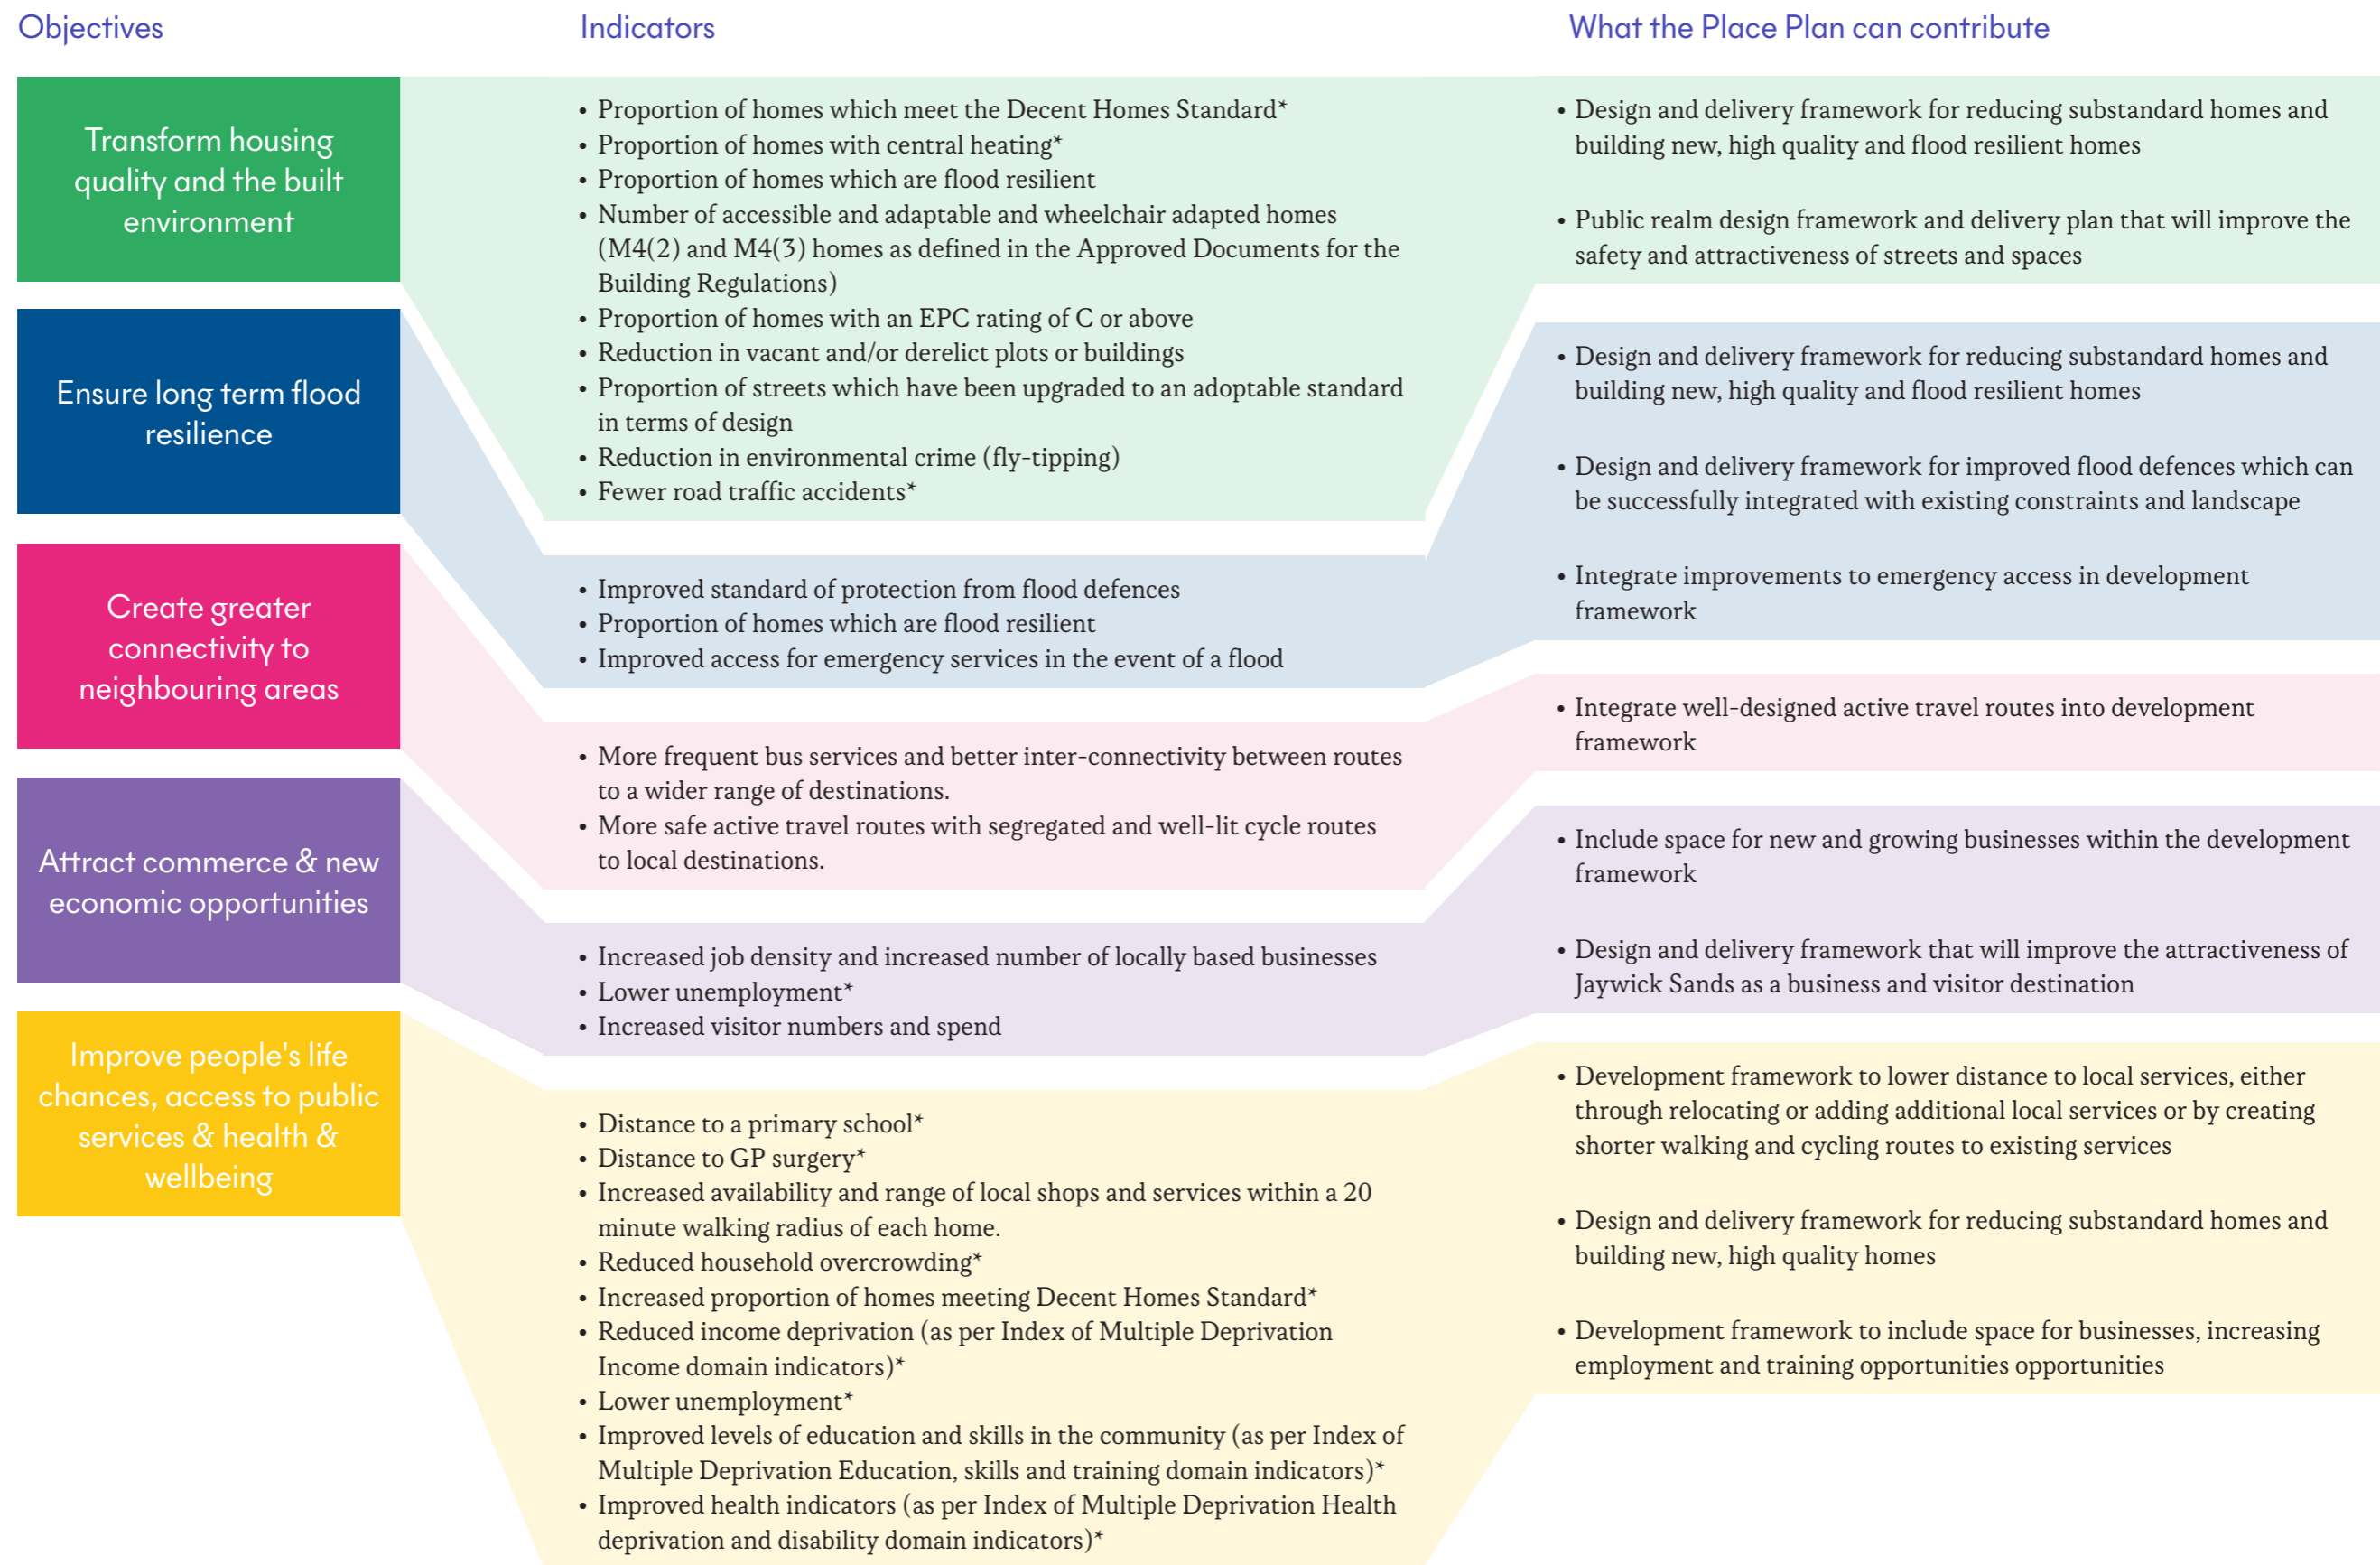 Objectives
Indicators
What the Place Plan can contribute
Transform housing
quality and the built
environment
• Proportion of homes which meet the Decent Homes Standard*
• Proportion of homes with central heating*
• Proportion of homes which are flood resilient
• Number of accessible and adaptable and wheelchair adapted homes
(M4(2) and M4(3) homes as defined in the Approved Documents for the
Building Regulations)
• Proportion of homes with an EPC rating of C or above
• Reduction in vacant and/or derelict plots or buildings
• Proportion of streets which have been upgraded to an adoptable standard
in terms of design
• Reduction in environmental crime (fly-tipping)
• Fewer road traffic accidents*
• Design and delivery framework for reducing substandard homes and
building new, high quality and flood resilient homes
• Public realm design framework and delivery plan that will improve the
safety and attractiveness of streets and spaces
Ensure long term flood
resilience
• Improved standard of protection from flood defences
• Proportion of homes which are flood resilient
• Improved access for emergency services in the event of a flood
• Design and delivery framework for reducing substandard homes and
building new, high quality and flood resilient homes
• Design and delivery framework for improved flood defences which can
be successfully integrated with existing constraints and landscape
• Integrate improvements to emergency access in development
framework
Create greater
connectivity to
neighbouring areas
• More frequent bus services and better inter-connectivity between routes
to a wider range of destinations.
• More safe active travel routes with segregated and well-lit cycle routes
to local destinations.
• Integrate well-designed active travel routes into development
framework
Attract commerce & new
economic opportunities
• Increased job density and increased number of locally based businesses
• Lower unemployment*
• Increased visitor numbers and spend
• Include space for new and growing businesses within the development
framework
• Design and delivery framework that will improve the attractiveness of
Jaywick Sands as a business and visitor destination
Improve people's life
chances, access to public
services & health &
wellbeing
• Distance to a primary school*
• Distance to GP surgery*
• Increased availability and range of local shops and services within a 20
minute walking radius of each home.
• Reduced household overcrowding*
• Increased proportion of homes meeting Decent Homes Standard*
• Reduced income deprivation (as per Index of Multiple Deprivation
Income domain indicators)*
• Lower unemployment*
• Improved levels of education and skills in the community (as per Index of
Multiple Deprivation Education, skills and training domain indicators)*
• Improved health indicators (as per Index of Multiple Deprivation Health
deprivation and disability domain indicators)*
• Development framework to lower distance to local services, either
through relocating or adding additional local services or by creating
shorter walking and cycling routes to existing services
• Design and delivery framework for reducing substandard homes and
building new, high quality homes
• Development framework to include space for businesses, increasing
employment and training opportunities opportunities